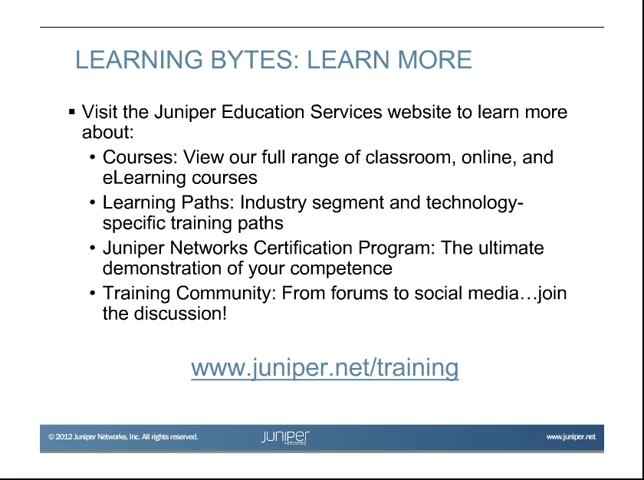 LEARNING BYTES: LEARN MORE
▪ Visit the Juniper Education Services website to learn more
about:
• Courses: View our full range of classroom, online, and
eLearning courses
• Learning Paths: Industry segment and technology-
specific training paths
• Juniper Networks Certification Program: The ultimate
demonstration of your competence
• Training Community: From forums to social media…join
the discussion!
www.juniper.net/training
© 2012 Juniper Networks, Inc. All rights reserved.
JUNIPER
NETWORKS
www.juniper.net